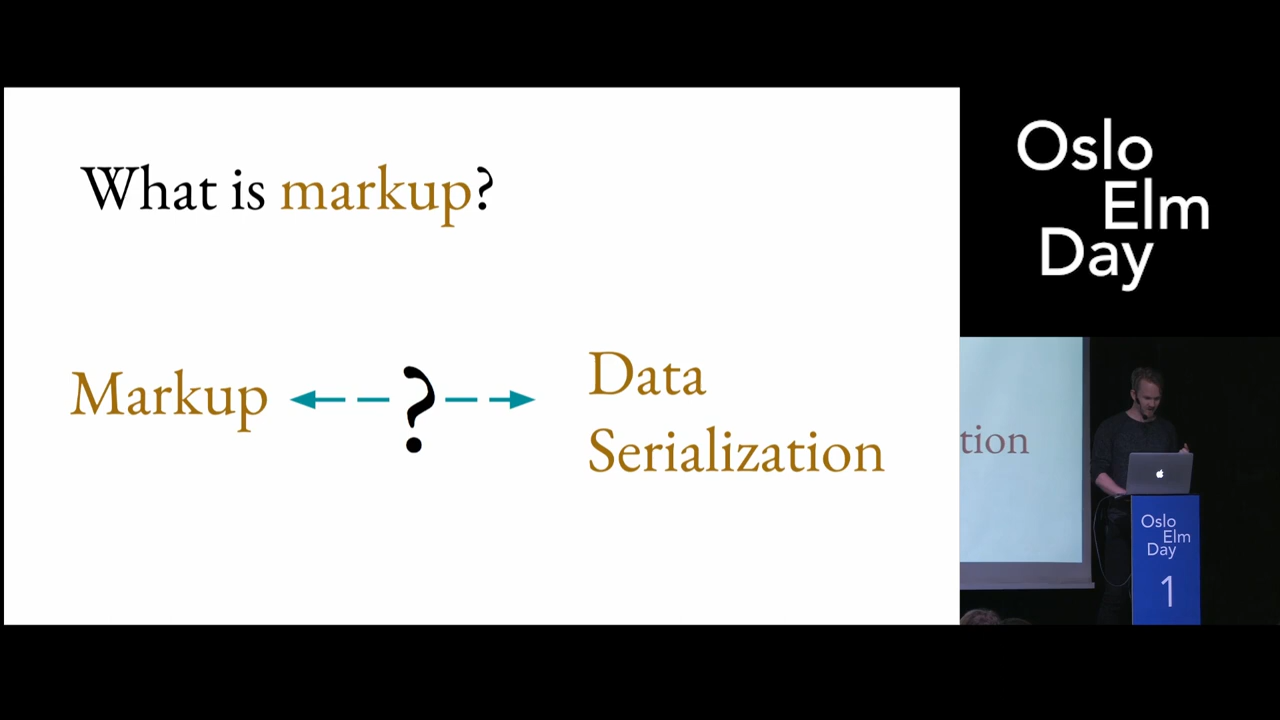 What is markup?
Markup
?
Data
Serialization
Oslo
Elm
Day
tion
Oslo
Elm
Day
1